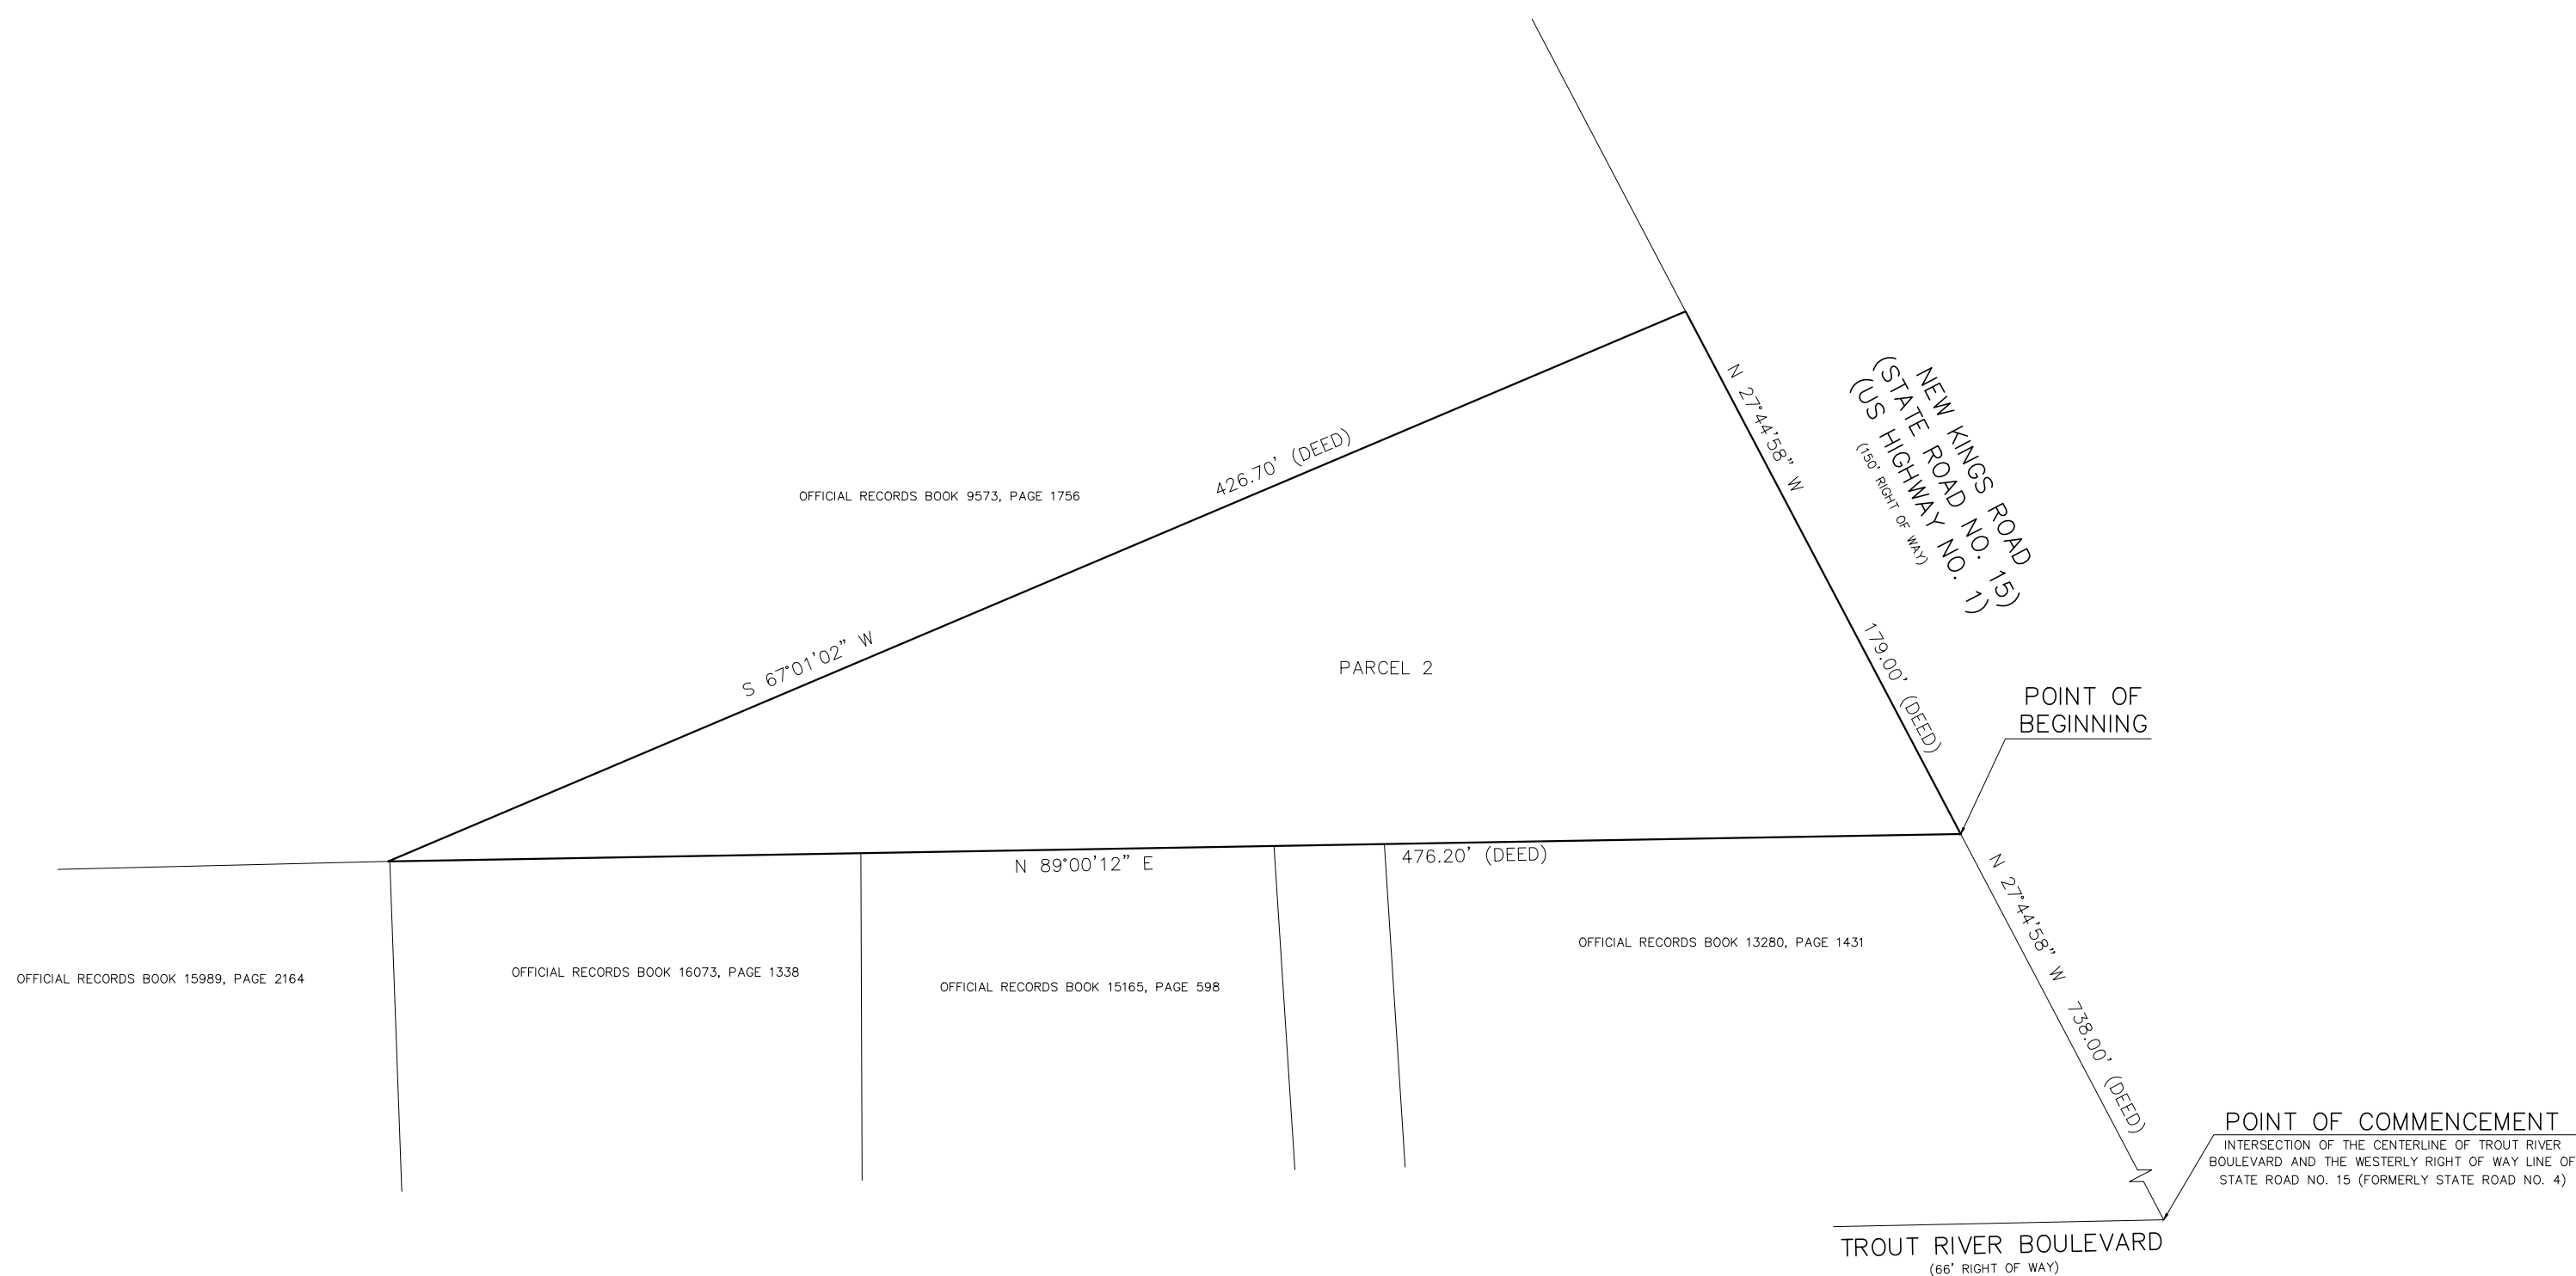 NEW KINGS ROAD
(STATE ROAD NO. 15)
(US HIGHWAY NO. 1)
(150' RIGHT OF WAY)
N 27°44'58" W
179.00' (DEED)
426.70' (DEED)
S 67°01'02" W
OFFICIAL RECORDS BOOK 9573, PAGE 1756
PARCEL 2
POINT OF
BEGINNING
N 89°00'12" E
476.20' (DEED)
OFFICIAL RECORDS BOOK 15989, PAGE 2164
OFFICIAL RECORDS BOOK 16073, PAGE 1338
OFFICIAL RECORDS BOOK 15165, PAGE 598
OFFICIAL RECORDS BOOK 13280, PAGE 1431
N 27°44'58" W 738.00' (DEED)
POINT OF COMMENCEMENT
INTERSECTION OF THE CENTERLINE OF TROUT RIVER
BOULEVARD AND THE WESTERLY RIGHT OF WAY LINE OF
STATE ROAD NO. 15 (FORMERLY STATE ROAD NO. 4)
TROUT RIVER BOULEVARD
(66' RIGHT OF WAY)